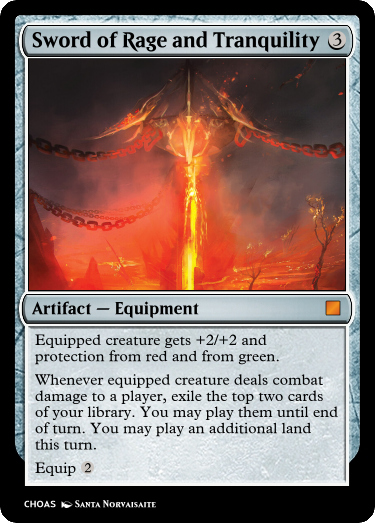 Sword of Rage and Tranquility 3
Artifact — Equipment
Equipped creature gets +2/+2 and
protection from red and from green.
Whenever equipped creature deals combat
damage to a player, exile the top two cards
of your library. You may play them until end
of turn. You may play an additional land
this turn.
Equip 2
CHOAS Santa Norvaisaite